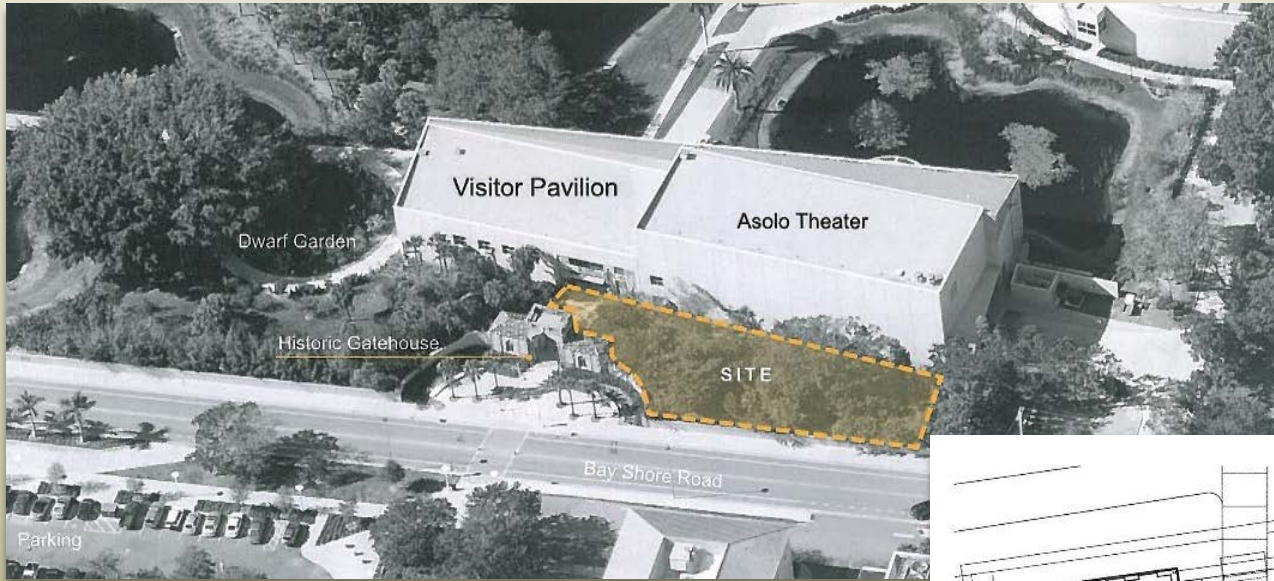 Visitor Pavilion
Asolo Theater
Dwarf Garden
Historic Gatehouse
SITE
Bay Shore Road
Parking